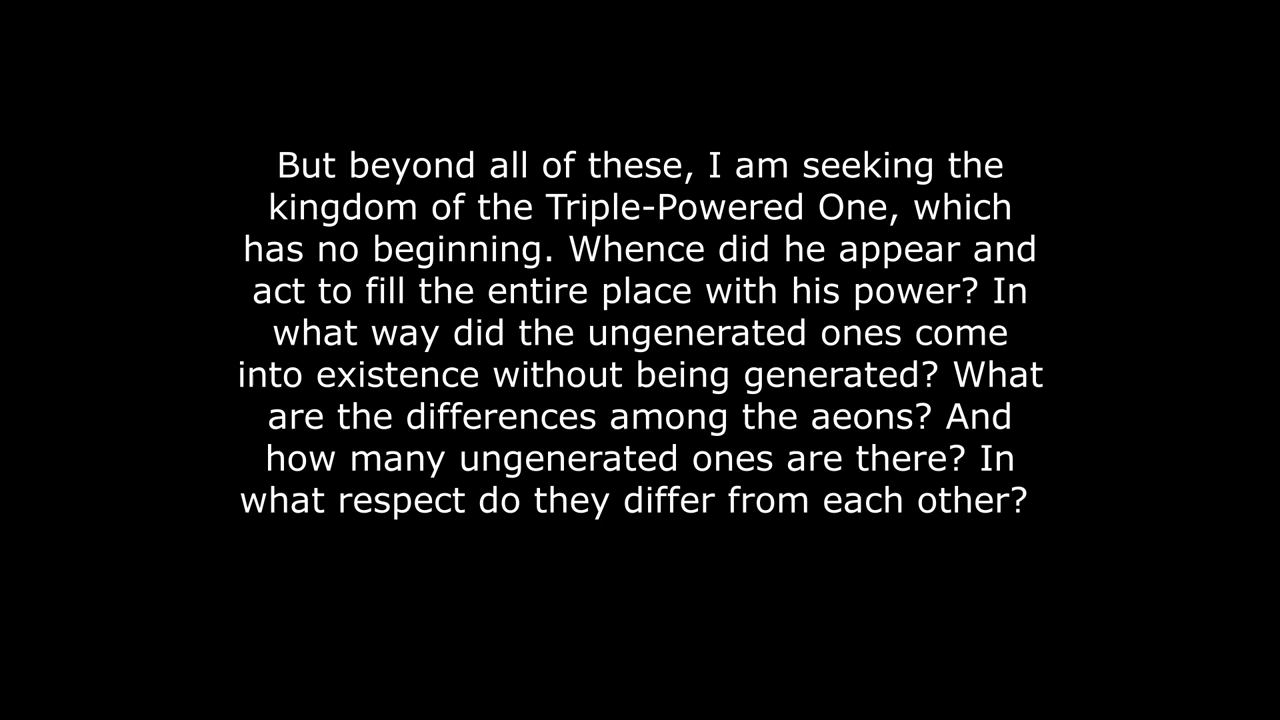 But beyond all of these, I am seeking the
kingdom of the Triple-Powered One, which
has no beginning. Whence did he appear and
act to fill the entire place with his power? In
what way did the ungenerated ones come
into existence without being generated? What
are the differences among the aeons? And
how many ungenerated ones are there? In
what respect do they differ from each other?